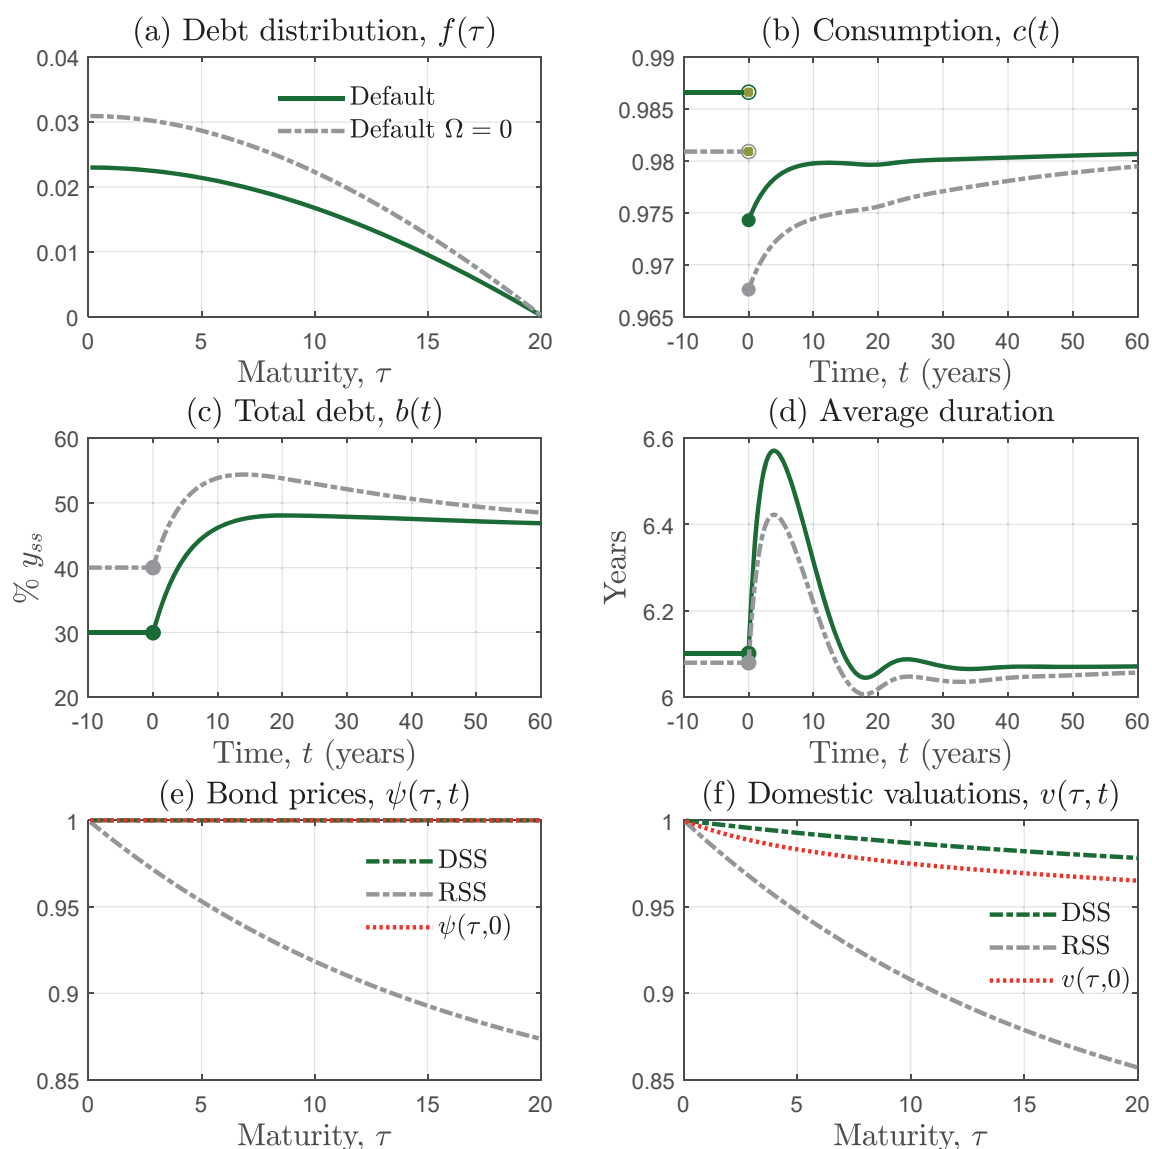 (a) Debt distribution, f(τ)
0.04
0.03
0.02
0.01
0
0 5 10 15 20
Maturity, τ
Default
Default Ω = 0
(b) Consumption, c(t)
0.99
0.985
0.98
0.975
0.97
0.965
-10 0 10 20 30 40 50 60
Time, t (years)
(c) Total debt, b(t)
% y_{ss}
60
50
40
30
20
-10 0 10 20 30 40 50 60
Time, t (years)
(d) Average duration
Years
6.6
6.4
6.2
6
-10 0 10 20 30 40 50 60
Time, t (years)
(e) Bond prices, ψ(τ, t)
1
0.95
0.9
0.85
0 5 10 15 20
Maturity, τ
DSS
RSS
ψ(τ,0)
(f) Domestic valuations, v(τ, t)
1
0.95
0.9
0.85
0 5 10 15 20
Maturity, τ
DSS
RSS
v(τ,0)